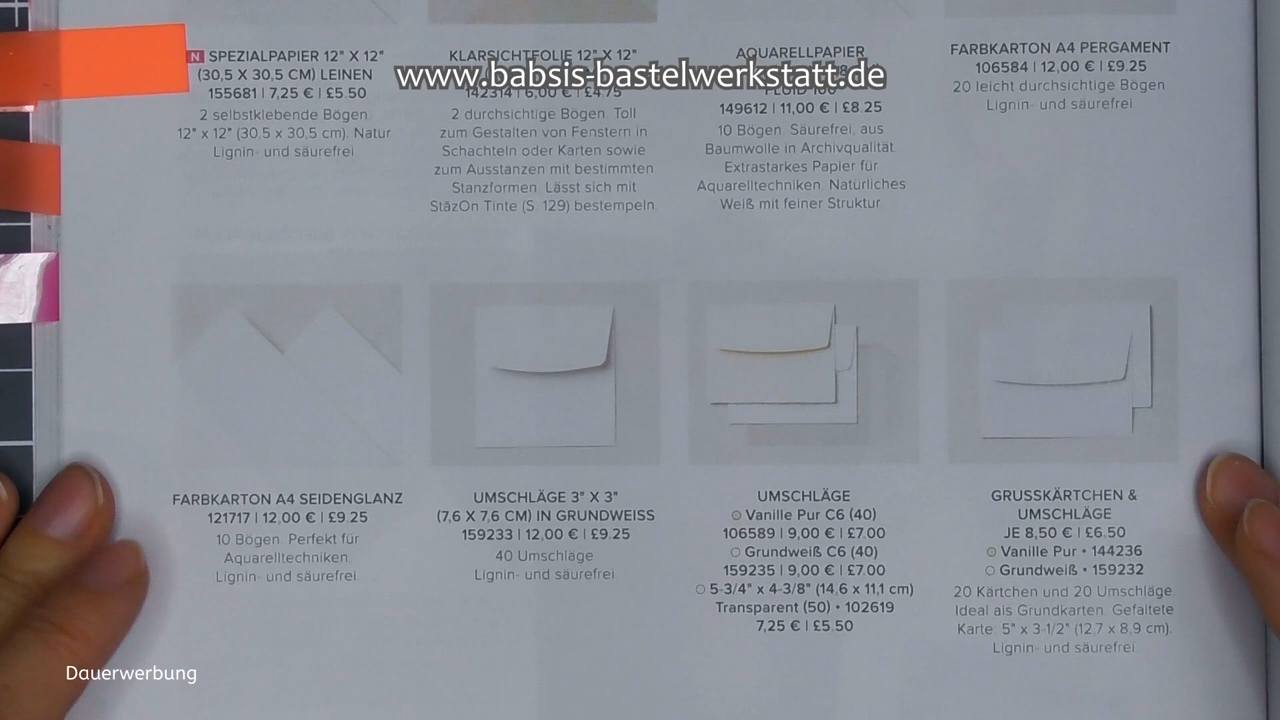 www.babsis-bastelwerkstatt.de
N SPEZIALPAPIER 12" X 12"
(30,5 X 30,5 CM) LEINEN
155681 | 7,25 € | £5.50
2 selbstklebende Bögen
12" x 12" (30,5 x 30,5 cm). Natur
Lignin- und säurefrei
KLARSICHTFOLIE 12" X 12"
142314 | 6,00 € | £4.75
2 durchsichtige Bögen. Toll
zum Gestalten von Fenstern in
Schachteln oder Karten sowie
zum Ausstanzen mit bestimmten
Stanzformen. Lässt sich mit
StāzOn Tinte (S. 129) bestempeln.
AQUARELLPAPIER
FLUID 100
149612 | 11,00 € | £8.25
10 Bögen. Säurefrei, aus
Baumwolle in Archivqualität.
Extrastarkes Papier für
Aquarelltechniken. Natürliches
Weiß mit feiner Struktur
FARBKARTON A4 PERGAMENT
106584 | 12,00 € | £9.25
20 leicht durchsichtige Bögen
Lignin- und säurefrei
FARBKARTON A4 SEIDENGLANZ
121717 | 12,00 € | £9.25
10 Bögen. Perfekt für
Aquarelltechniken.
Lignin- und säurefrei.
UMSCHLÄGE 3" X 3"
(7,6 X 7,6 CM) IN GRUNDWEISS
159233 | 12,00 € | £9.25
40 Umschläge
Lignin- und säurefrei
UMSCHLÄGE
Vanille Pur C6 (40)
106589 | 9,00 € | £7.00
Grundweiß C6 (40)
159235 | 9,00 € | £7.00
5-3/4" x 4-3/8" (14,6 x 11,1 cm)
Transparent (50) • 102619
7,25 € | £5.50
GRUSSKÄRTCHEN &
UMSCHLÄGE
JE 8,50 € | £6.50
Vanille Pur • 144236
Grundweiß • 159232
20 Kärtchen und 20 Umschläge.
Ideal als Grundkarten. Gefaltete
Karte: 5" x 3-1/2" (12,7 x 8,9 cm).
Lignin- und säurefrei
Dauerwerbung